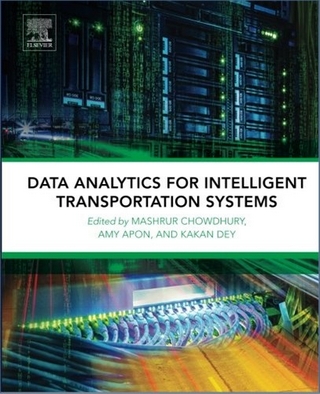 ELSEVIER
DATA ANALYTICS FOR INTELLIGENT
TRANSPORTATION SYSTEMS
Edited by MASHRUR CHOWDHURY,
AMY APON, AND KAKAN DEY